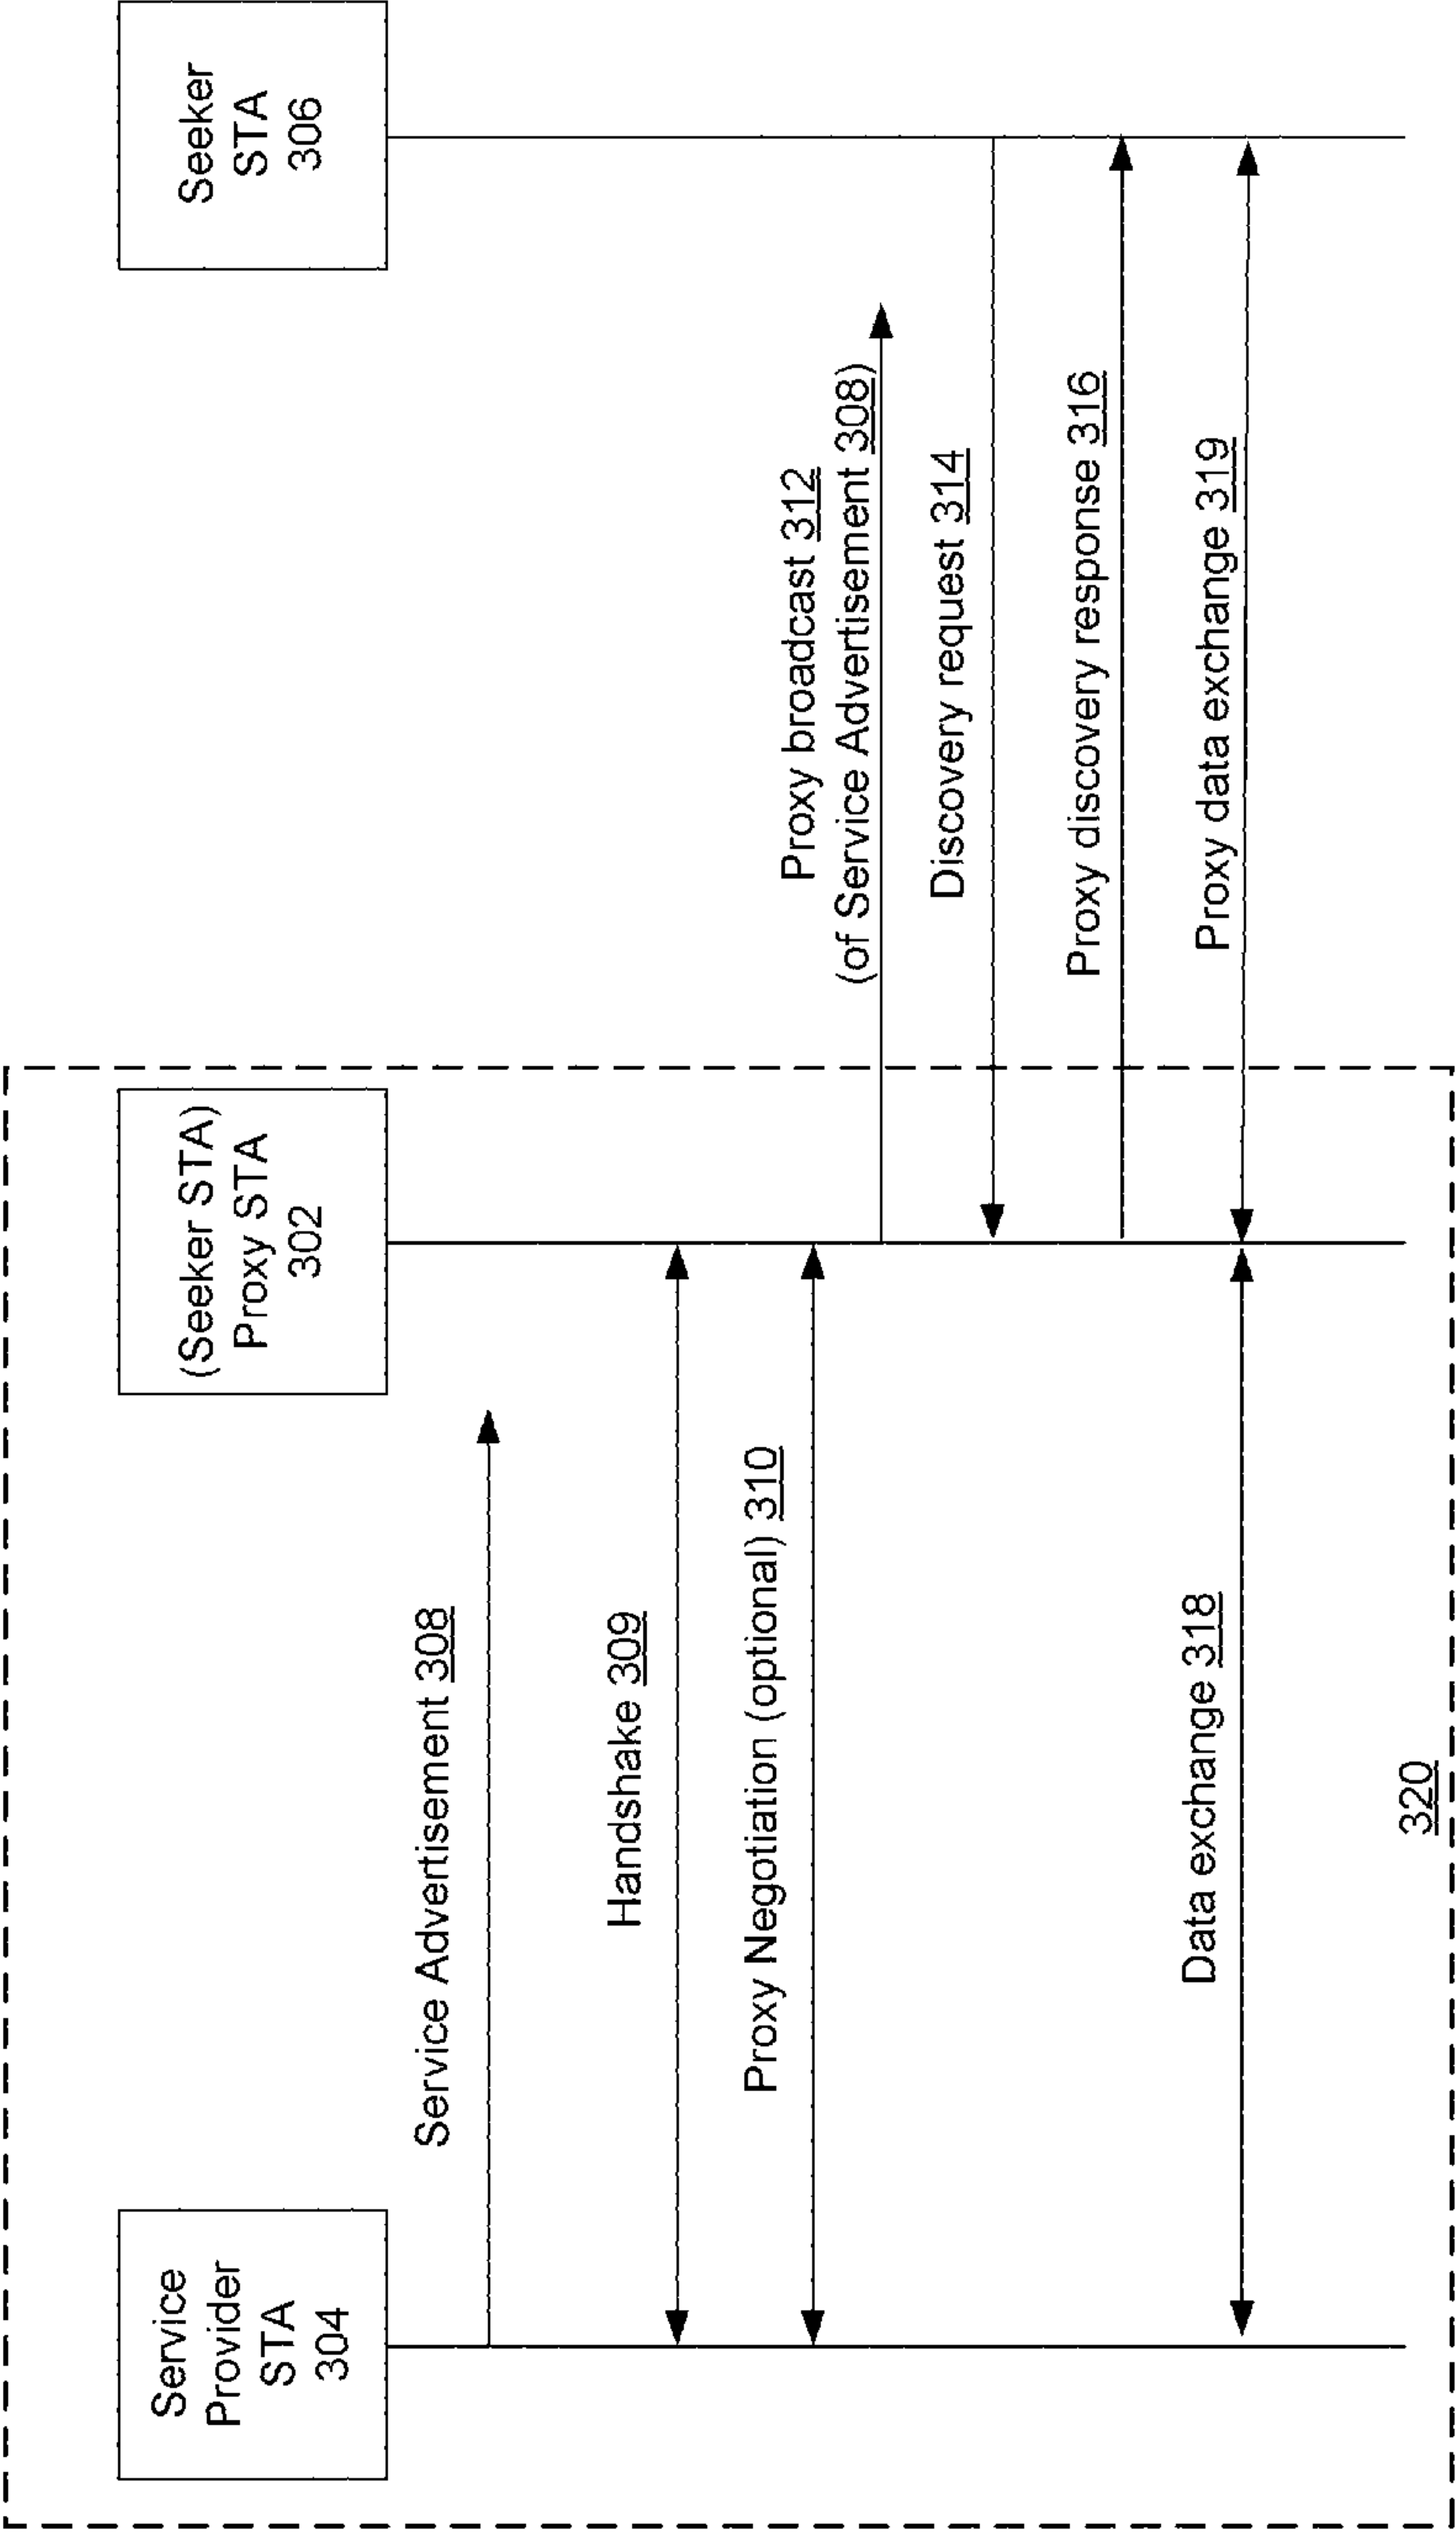 Service
Provider
STA
304
(Seeker STA)
Proxy STA
302
Seeker
STA
306
Service Advertisement 308
Handshake 309
Proxy Negotiation (optional) 310
Proxy broadcast 312
(of Service Advertisement 308)
Discovery request 314
Proxy discovery response 316
Data exchange 318
Proxy data exchange 319
320